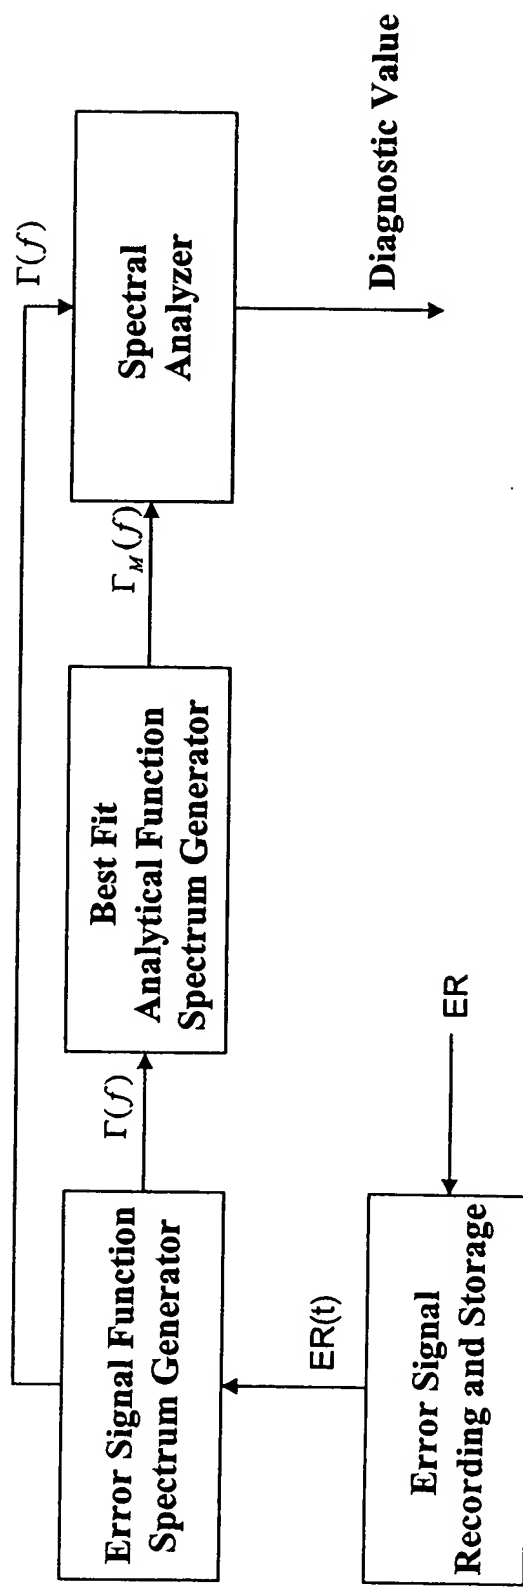 Γ(f)
Error Signal Function
Spectrum Generator
Γ(f)
Best Fit
Analytical Function
Spectrum Generator
Γ_M(f)
Spectral
Analyzer
ER(t)
Diagnostic Value
Error Signal
Recording and Storage
ER